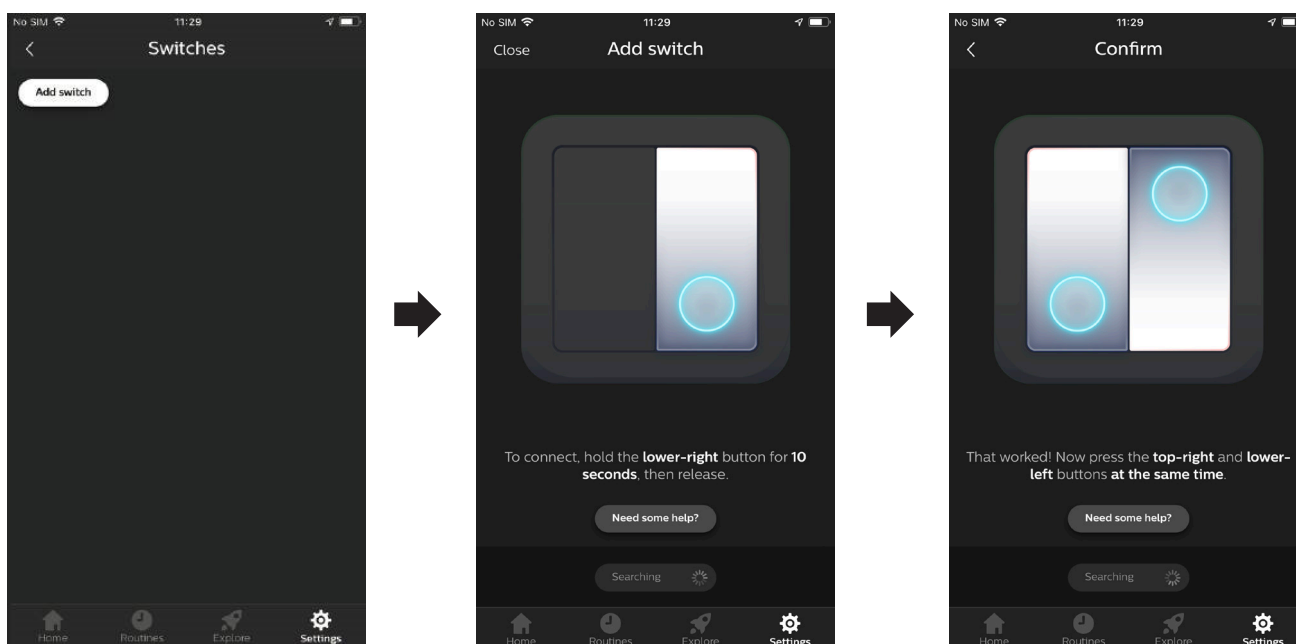 No SIM 11:29
Switches
Add switch
Home Routines Explore Settings
No SIM 11:29
Close Add switch
To connect, hold the lower-right button for 10
seconds, then release.
Need some help?
Searching
Home Routines Explore Settings
No SIM 11:29
Confirm
That worked! Now press the top-right and lower-
left buttons at the same time.
Need some help?
Searching
Home Routines Explore Settings